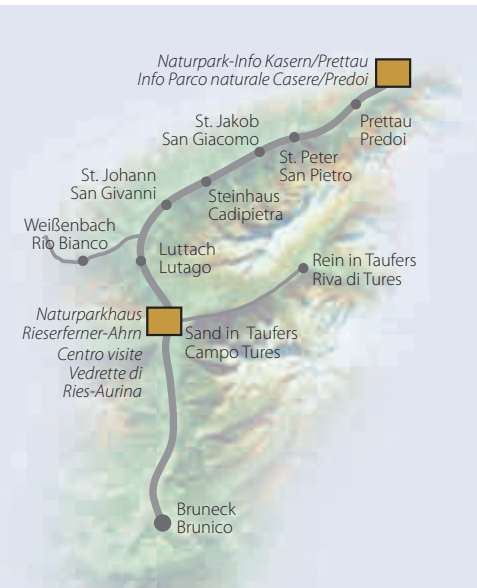 Naturpark-Info Kasern/Prettau
Info Parco naturale Casere/Predoi
Prettau
Predoi
St. Jakob
San Giacomo
St. Peter
San Pietro
St. Johann
San Givanni
Steinhaus
Cadipietra
Weißenbach
Rio Bianco
Luttach
Lutago
Rein in Taufers
Riva di Tures
Naturparkhaus
Rieserferner-Ahrn
Centro visite
Vedrette di
Ries-Aurina
Sand in Taufers
Campo Tures
Bruneck
Brunico